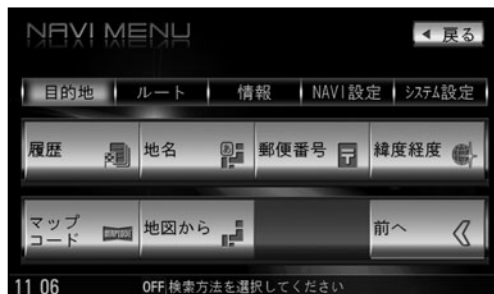 NAVI MENU
戻る
目的地 ルート 情報 NAVI設定 システム設定
履歴 地名 郵便番号 緯度経度
マップコード 地図から 前へ
11 06 OFF 検索方法を選択してください